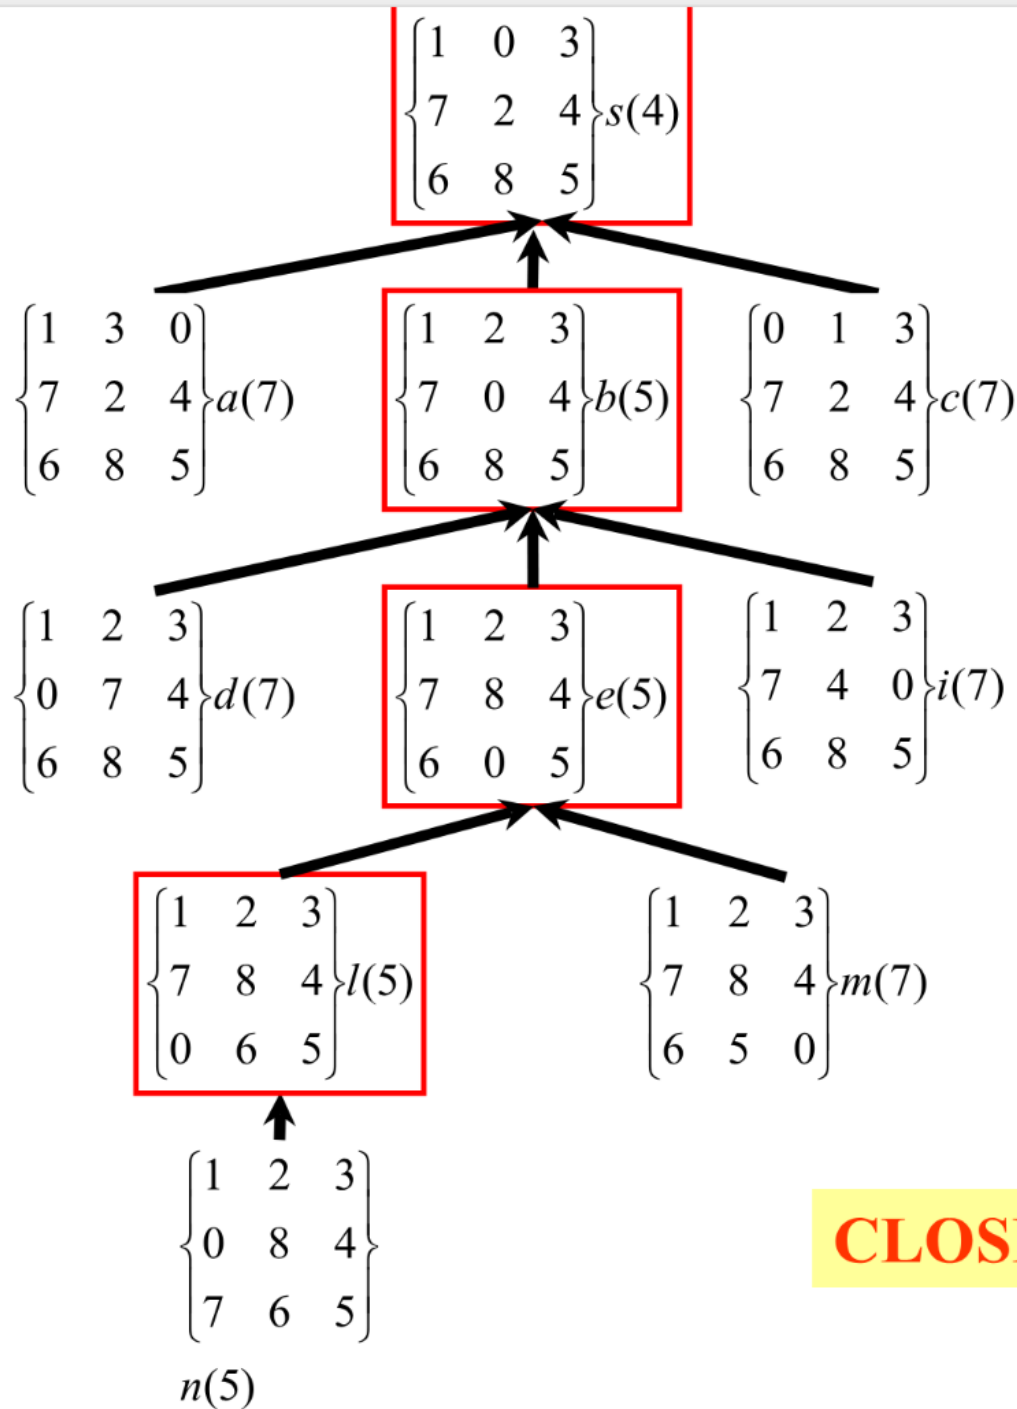 1 0 3
7 2 4 s(4)
6 8 5
1 3 0
7 2 4 a(7)
6 8 5
1 2 3
7 0 4 b(5)
6 8 5
0 1 3
7 2 4 c(7)
6 8 5
1 2 3
0 7 4 d(7)
6 8 5
1 2 3
7 8 4 e(5)
6 0 5
1 2 3
7 4 0 i(7)
6 8 5
1 2 3
7 8 4 l(5)
0 6 5
1 2 3
7 8 4 m(7)
6 5 0
1 2 3
0 8 4
7 6 5
n(5)